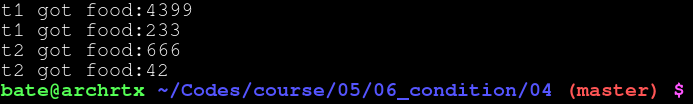 t1 got food:4399
t1 got food:233
t2 got food:666
t2 got food:42
bate@archrtx ~/Codes/course/05/06_condition/04 (master) $